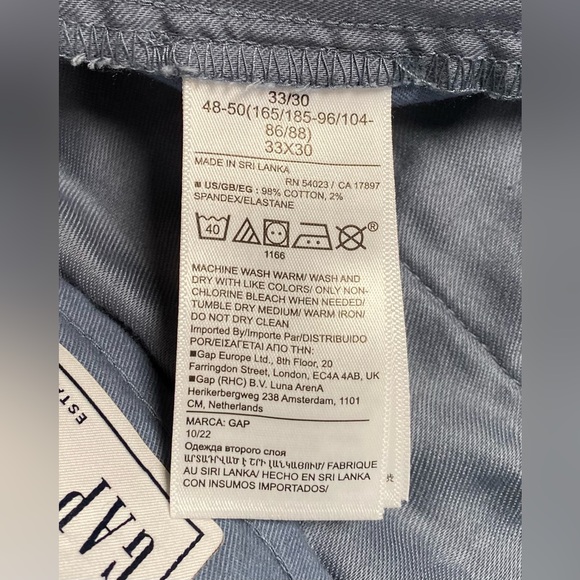 33/30
48-50(165/185-96/104-
86/88)
33X30
MADE IN SRI LANKA
RN 54023 / CA 17897
US/GB/EG : 98% COTTON, 2%
SPANDEX/ELASTANE
40
1166
MACHINE WASH WARM/ WASH AND
DRY WITH LIKE COLORS/ ONLY NON-
CHLORINE BLEACH WHEN NEEDED/
TUMBLE DRY MEDIUM/ WARM IRON/
DO NOT DRY CLEAN
Imported By/Importe Par/DISTRIBUIDO
POR/ΕΙΣΑΓΕΤΑΙ ΑΠΟ ΤΗΝ:
■Gap Europe Ltd., 8th Floor, 20
Farringdon Street, London, EC4A 4AB, UK
■Gap (RHC) B.V. Luna ArenA
Herikerbergweg 238 Amsterdam, 1101
CM, Netherlands
MARCA: GAP
10/22
Одежда второго слоя
ԱՐՏԱԴՐՎԱԾ Է ՇՐԻ ԼԱՆԿԱՅՈՒՄ/ FABRIQUE
AU SIRI LANKA/ HECHO EN SRI LANKA
CON INSUMOS IMPORTADOS/
GAP